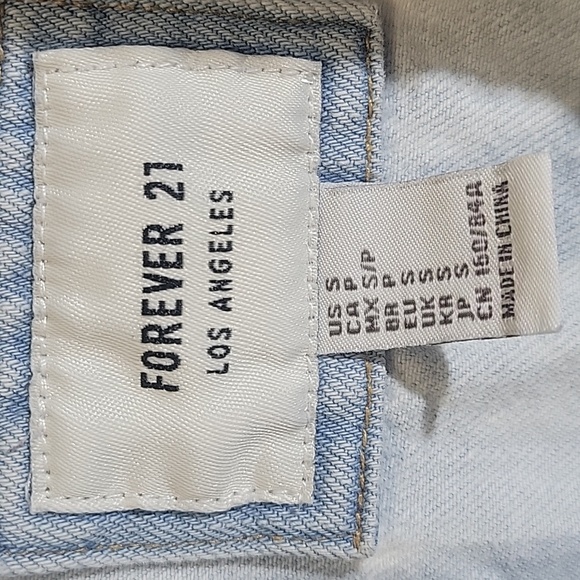 FOREVER 21
LOS ANGELES
US S
CA P
MX S/P
BR P
EU S
UK S
KR S
JP S
CN 160/84A
MADE IN CHINA